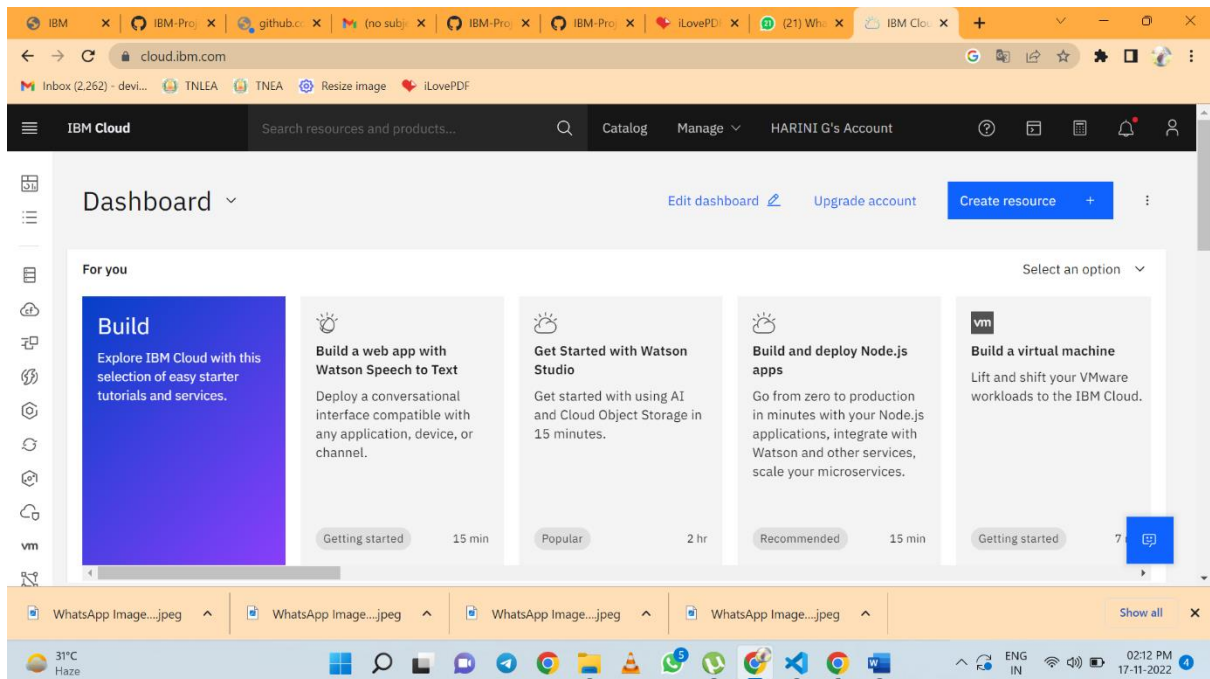 IBM
IBM-Proj
github.c
(no subje
IBM-Proj
IBM-Proj
iLovePDF
(21) Wha
IBM Clou
cloud.ibm.com
Inbox (2,262) - devi...
TNLEA
TNEA
Resize image
iLovePDF
IBM Cloud
Search resources and products...
Catalog
Manage
HARINI G's Account
Dashboard
Edit dashboard
Upgrade account
Create resource +
For you
Select an option
Build
Explore IBM Cloud with this
selection of easy starter
tutorials and services.
Build a web app with
Watson Speech to Text
Deploy a conversational
interface compatible with
any application, device, or
channel.
Getting started 15 min
Get Started with Watson
Studio
Get started with using AI
and Cloud Object Storage in
15 minutes.
Popular 2 hr
Build and deploy Node.js
apps
Go from zero to production
in minutes with your Node.js
applications, integrate with
Watson and other services,
scale your microservices.
Recommended 15 min
vm
Build a virtual machine
Lift and shift your VMware
workloads to the IBM Cloud.
Getting started 7
vm
WhatsApp Image....jpeg
WhatsApp Image....jpeg
WhatsApp Image....jpeg
WhatsApp Image....jpeg
Show all
31°C
Haze
5
ENG
IN
02:12 PM
17-11-2022
4